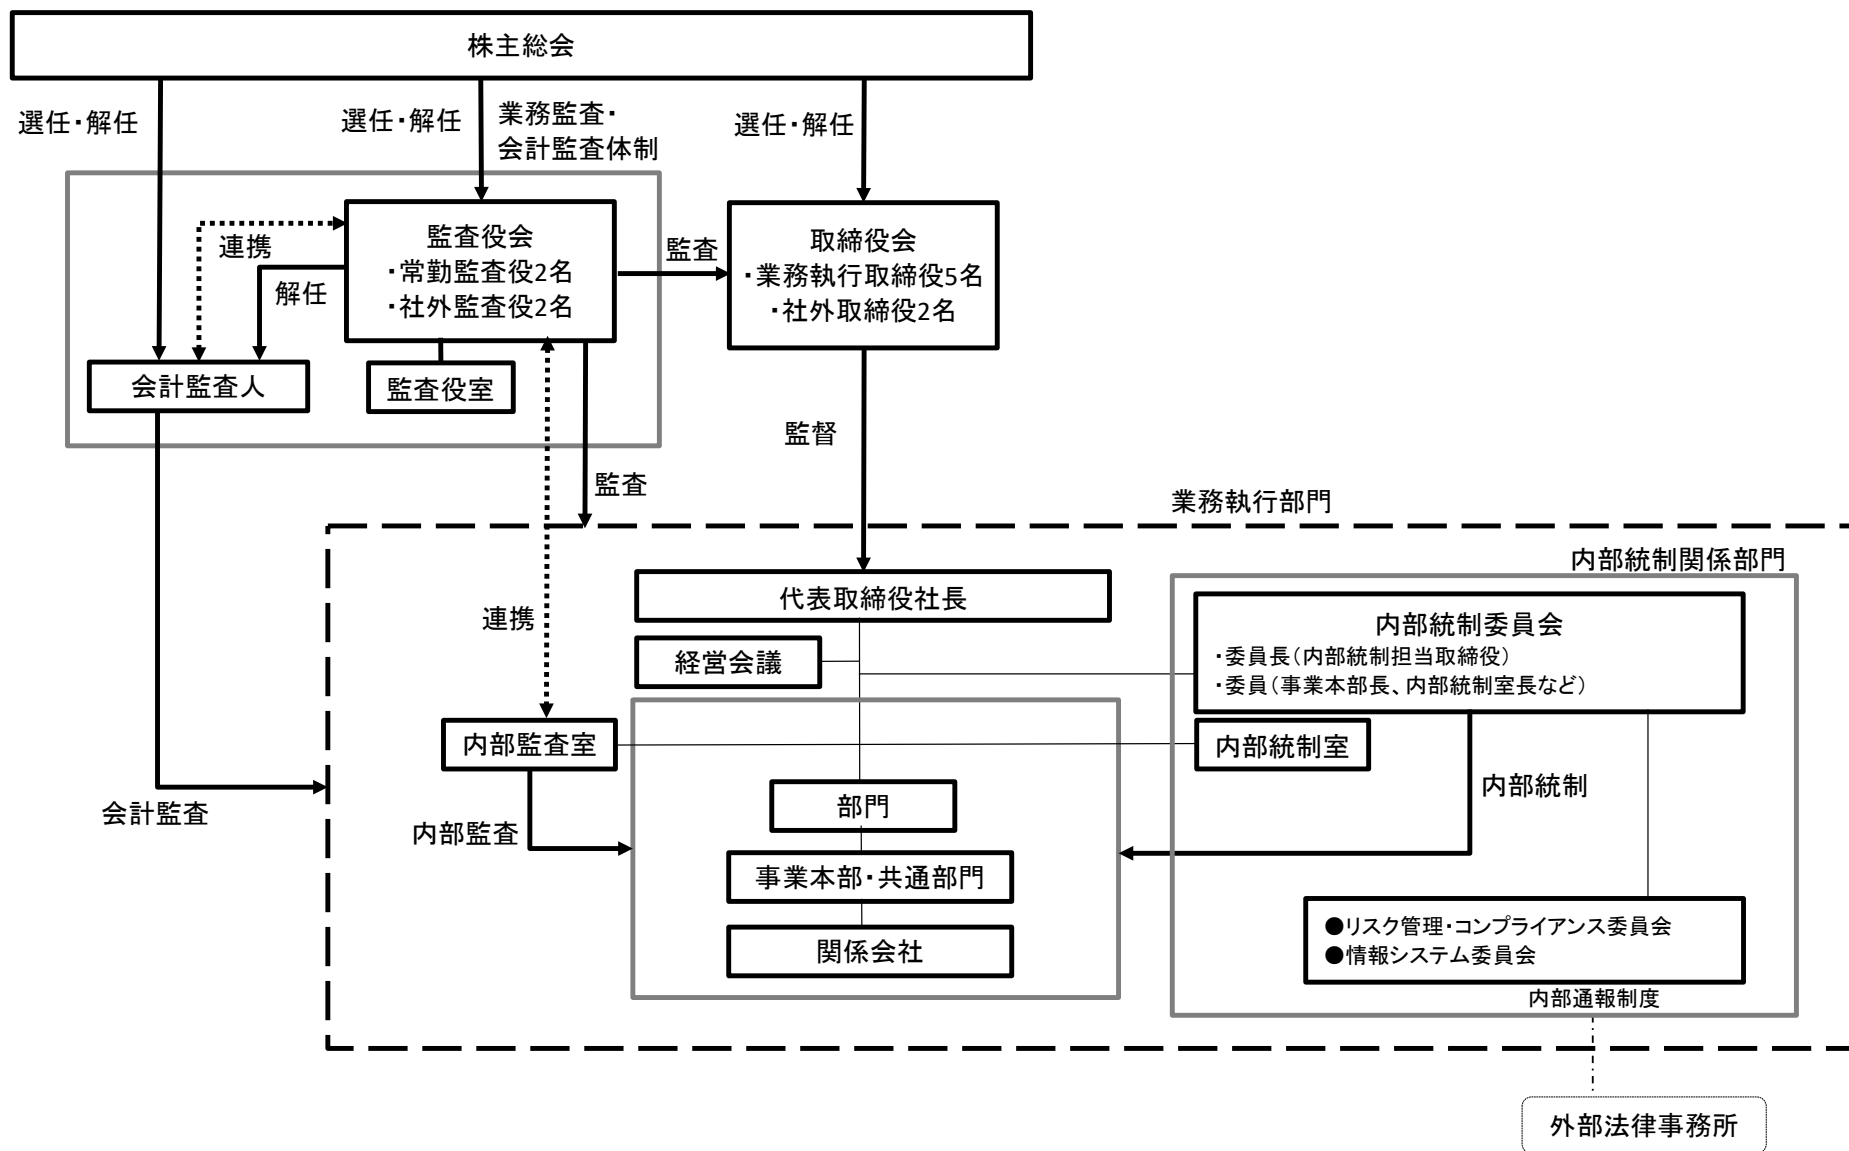 株主総会
選任・解任
選任・解任
業務監査・
会計監査体制
選任・解任
監査役会
・常勤監査役2名
・社外監査役2名
監査
取締役会
・業務執行取締役5名
・社外取締役2名
連携
解任
会計監査人
監査役室
監督
監査
業務執行部門
内部統制関係部門
代表取締役社長
連携
経営会議
内部統制委員会
・委員長(内部統制担当取締役)
・委員(事業本部長、内部統制室長など)
内部監査室
内部統制室
内部統制
会計監査
内部監査
部門
事業本部・共通部門
関係会社
●リスク管理・コンプライアンス委員会
●情報システム委員会
内部通報制度
外部法律事務所